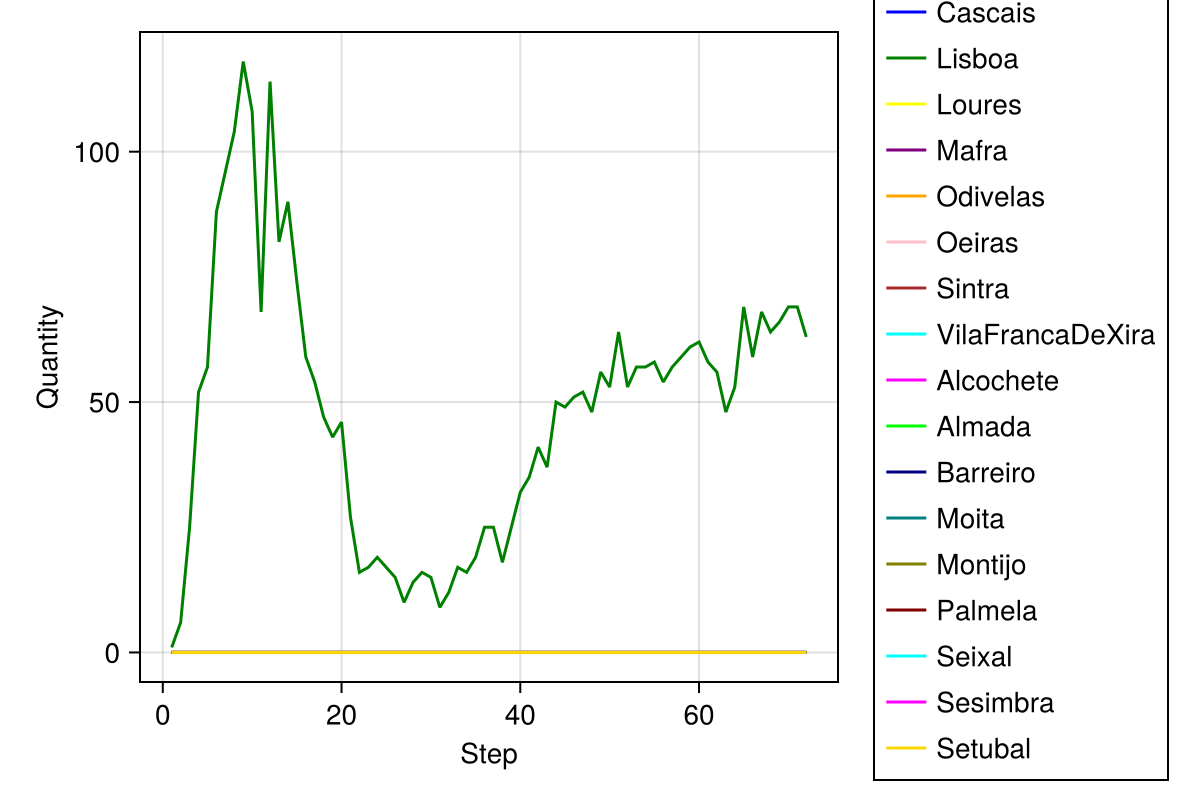 Cascais
Lisboa
Loures
Mafra
Odivelas
Oeiras
Sintra
VilaFrancaDeXira
Alcochete
Almada
Barreiro
Moita
Montijo
Palmela
Seixal
Sesimbra
Setubal
Quantity
100
50
0
0 20 40 60
Step